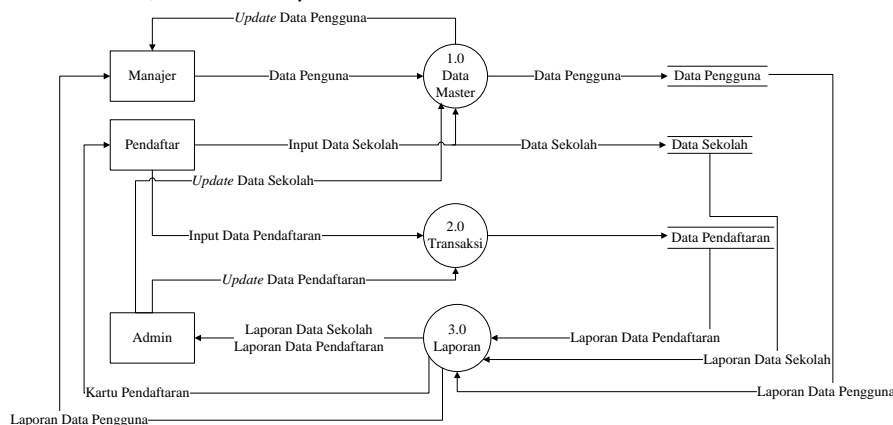 Update Data Pengguna
1.0
Data
Master
Manajer
Data Penguna
Data Pengguna
Data Pengguna
Pendaftar
Input Data Sekolah
Data Sekolah
Data Sekolah
Update Data Sekolah
Input Data Pendaftaran
2.0
Transaksi
Data Pendaftaran
Update Data Pendaftaran
Admin
Laporan Data Sekolah
Laporan Data Pendaftaran
3.0
Laporan
Laporan Data Pendaftaran
Laporan Data Sekolah
Kartu Pendaftaran
Laporan Data Pengguna
Laporan Data Pengguna